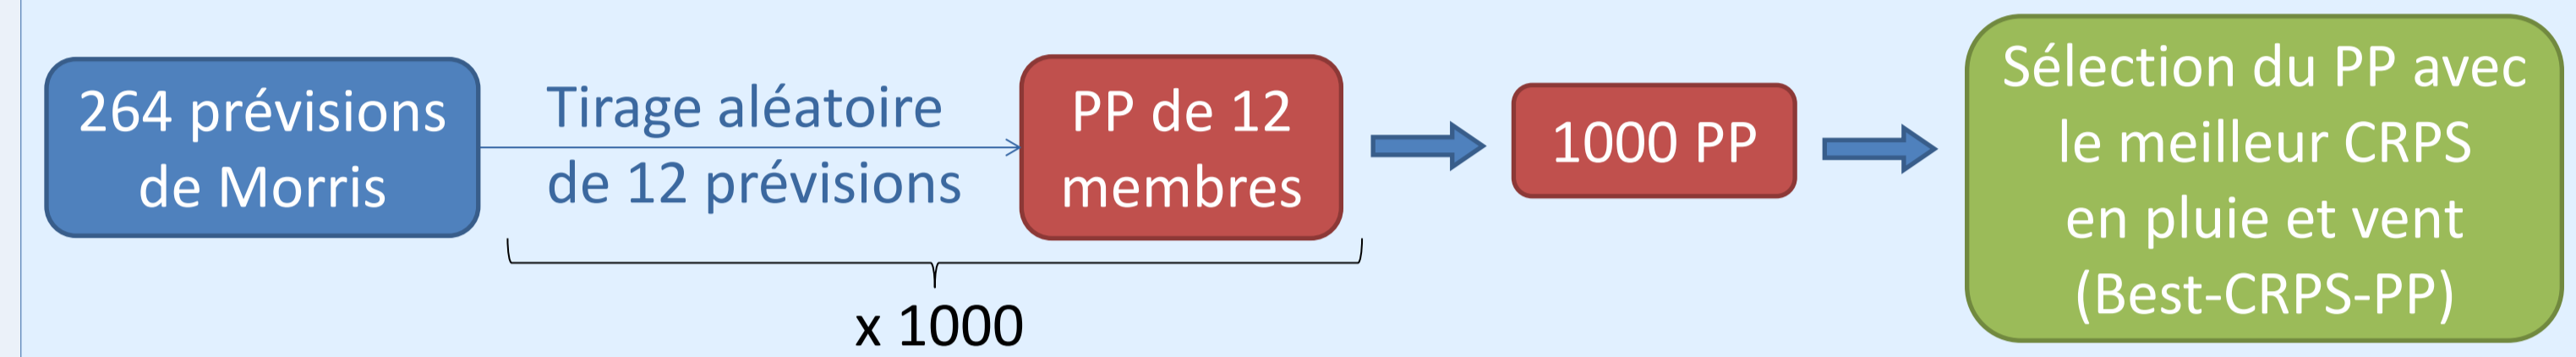 264 prévisions
de Morris
Tirage aléatoire
de 12 prévisions
x 1000
PP de 12
membres
1000 PP
Sélection du PP avec
le meilleur CRPS
en pluie et vent
(Best-CRPS-PP)